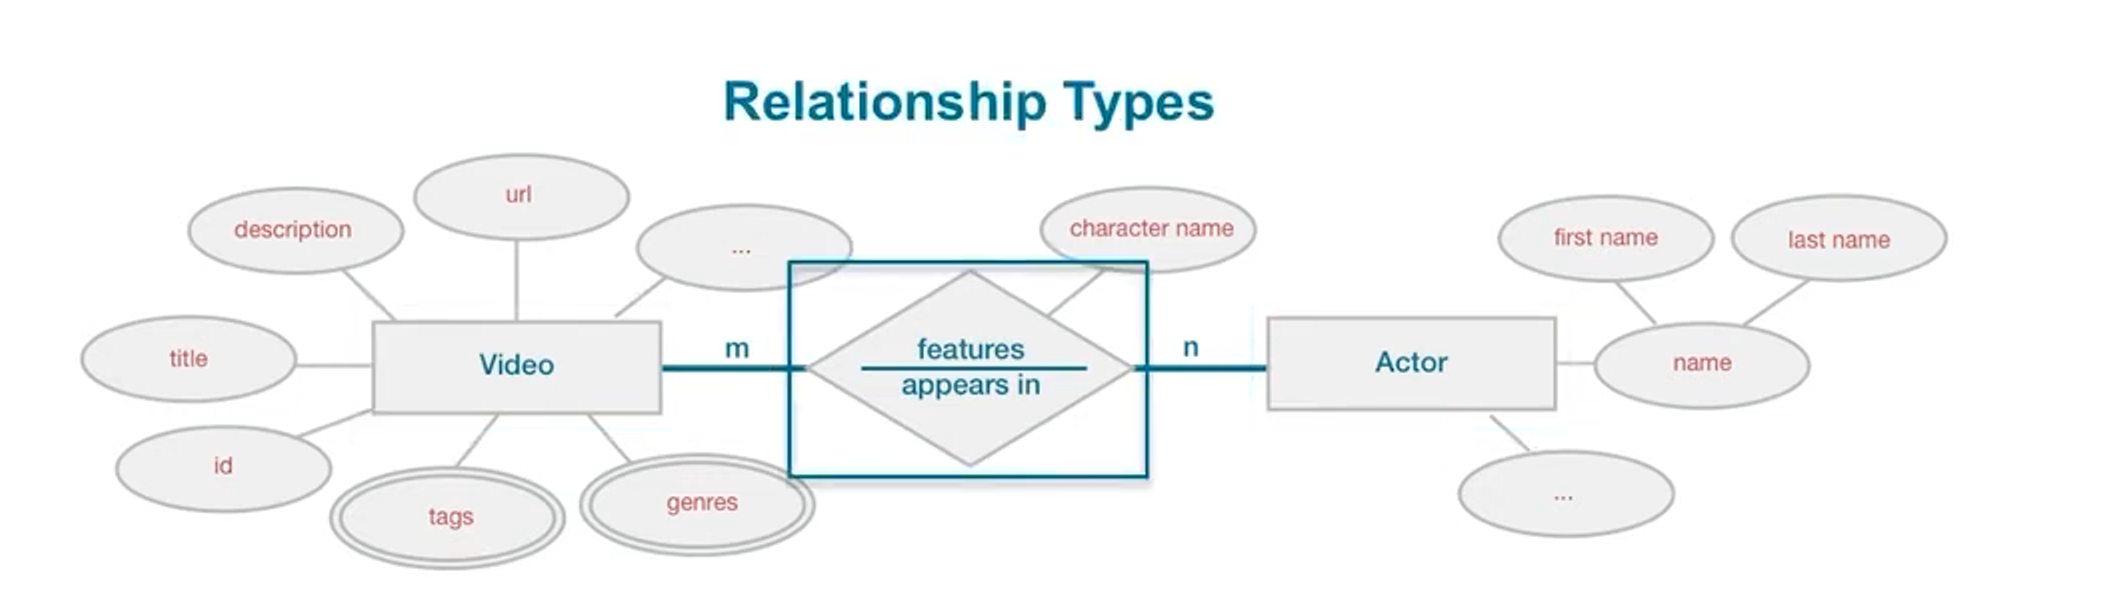 Relationship Types
url
description
...
character name
first name
last name
title
Video
m
features
appears in
n
Actor
name
id
tags
genres
...